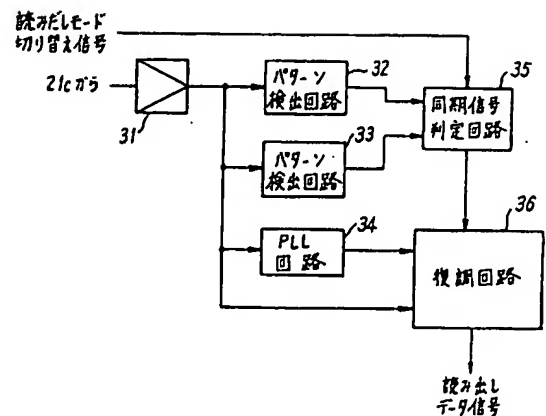 読みだしモード
切り替え信号
21cから
31
パターン
検出回路
32
パターン
検出回路
33
PLL
回路
34
同期信号
判定回路
35
復調回路
36
読み出し
データ信号